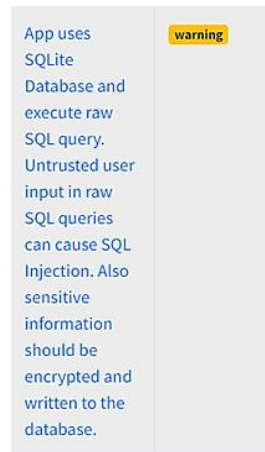 App uses
SQLite
Database and
execute raw
SQL query.
Untrusted user
input in raw
SQL queries
can cause SQL
Injection. Also
sensitive
information
should be
encrypted and
written to the
database.
warning